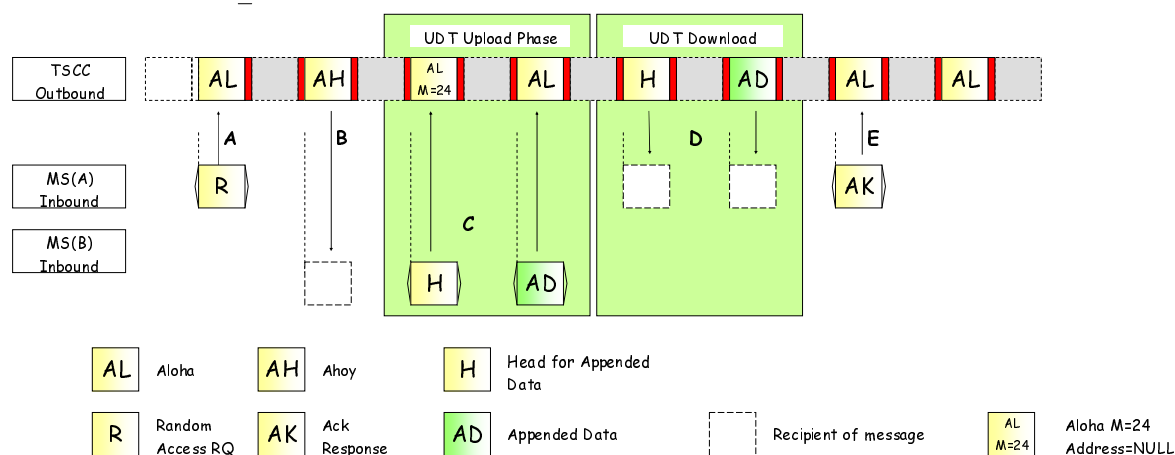 UDT Upload Phase
UDT Download
TSCC
Outbound
AL
AH
AL
M=24
AL
H
AD
AL
AL
A
B
D
E
MS(A)
Inbound
R
AK
C
MS(B)
Inbound
H
AD
AL
Aloha
AH
Ahoy
H
Head for Appended
Data
R
Random
Access RQ
AK
Ack
Response
AD
Appended Data
Recipient of message
AL
M=24
Aloha M=24
Address=NULL